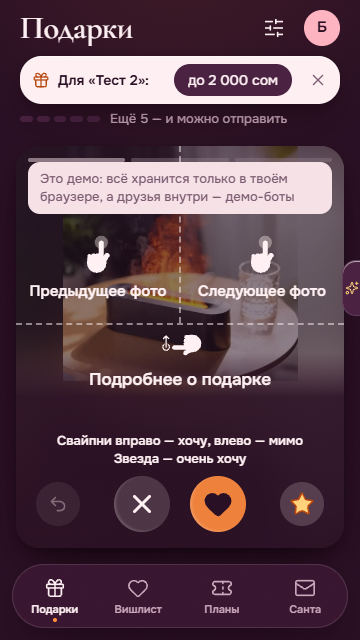 Подарки
Б
Для «Тест 2»:
до 2 000 сом
Ещё 5 — и можно отправить
Это демо: всё хранится только в твоём
браузере, а друзья внутри — демо-боты
Предыдущее фото
Следующее фото
Подробнее о подарке
Свайпни вправо — хочу, влево — мимо
Звезда — очень хочу
Подарки
Вишлист
Планы
Санта